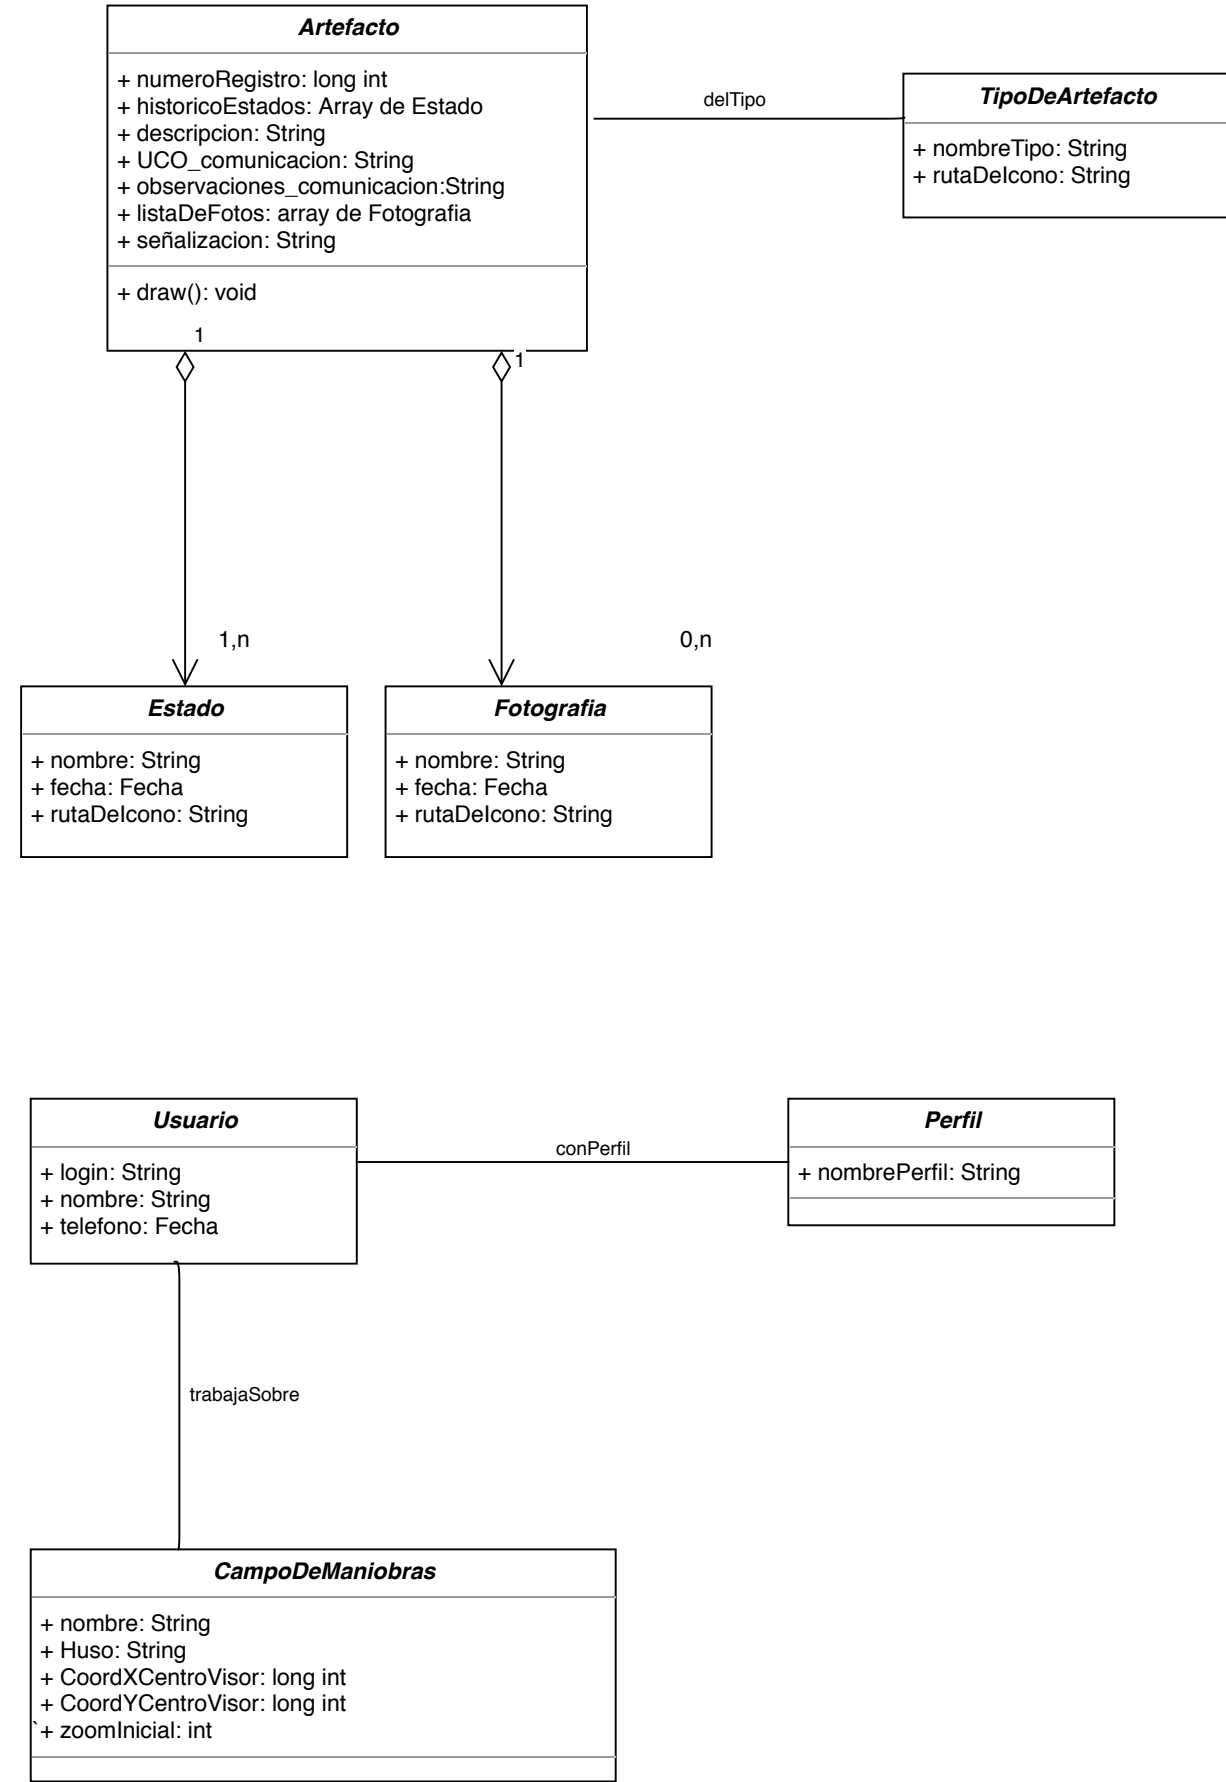 Artefacto
+ numeroRegistro: long int
+ historicoEstados: Array de Estado
+ descripcion: String
+ UCO_comunicacion: String
+ observaciones_comunicacion:String
+ listaDeFotos: array de Fotografia
+ señalizacion: String
+ draw(): void
delTipo
TipoDeArtefacto
+ nombreTipo: String
+ rutaDeIcono: String
1
1
1,n
0,n
Estado
+ nombre: String
+ fecha: Fecha
+ rutaDeIcono: String
Fotografia
+ nombre: String
+ fecha: Fecha
+ rutaDeIcono: String
Usuario
+ login: String
+ nombre: String
+ telefono: Fecha
conPerfil
Perfil
+ nombrePerfil: String
trabajaSobre
CampoDeManiobras
+ nombre: String
+ Huso: String
+ CoordXCentroVisor: long int
+ CoordYCentroVisor: long int
`+ zoomInicial: int